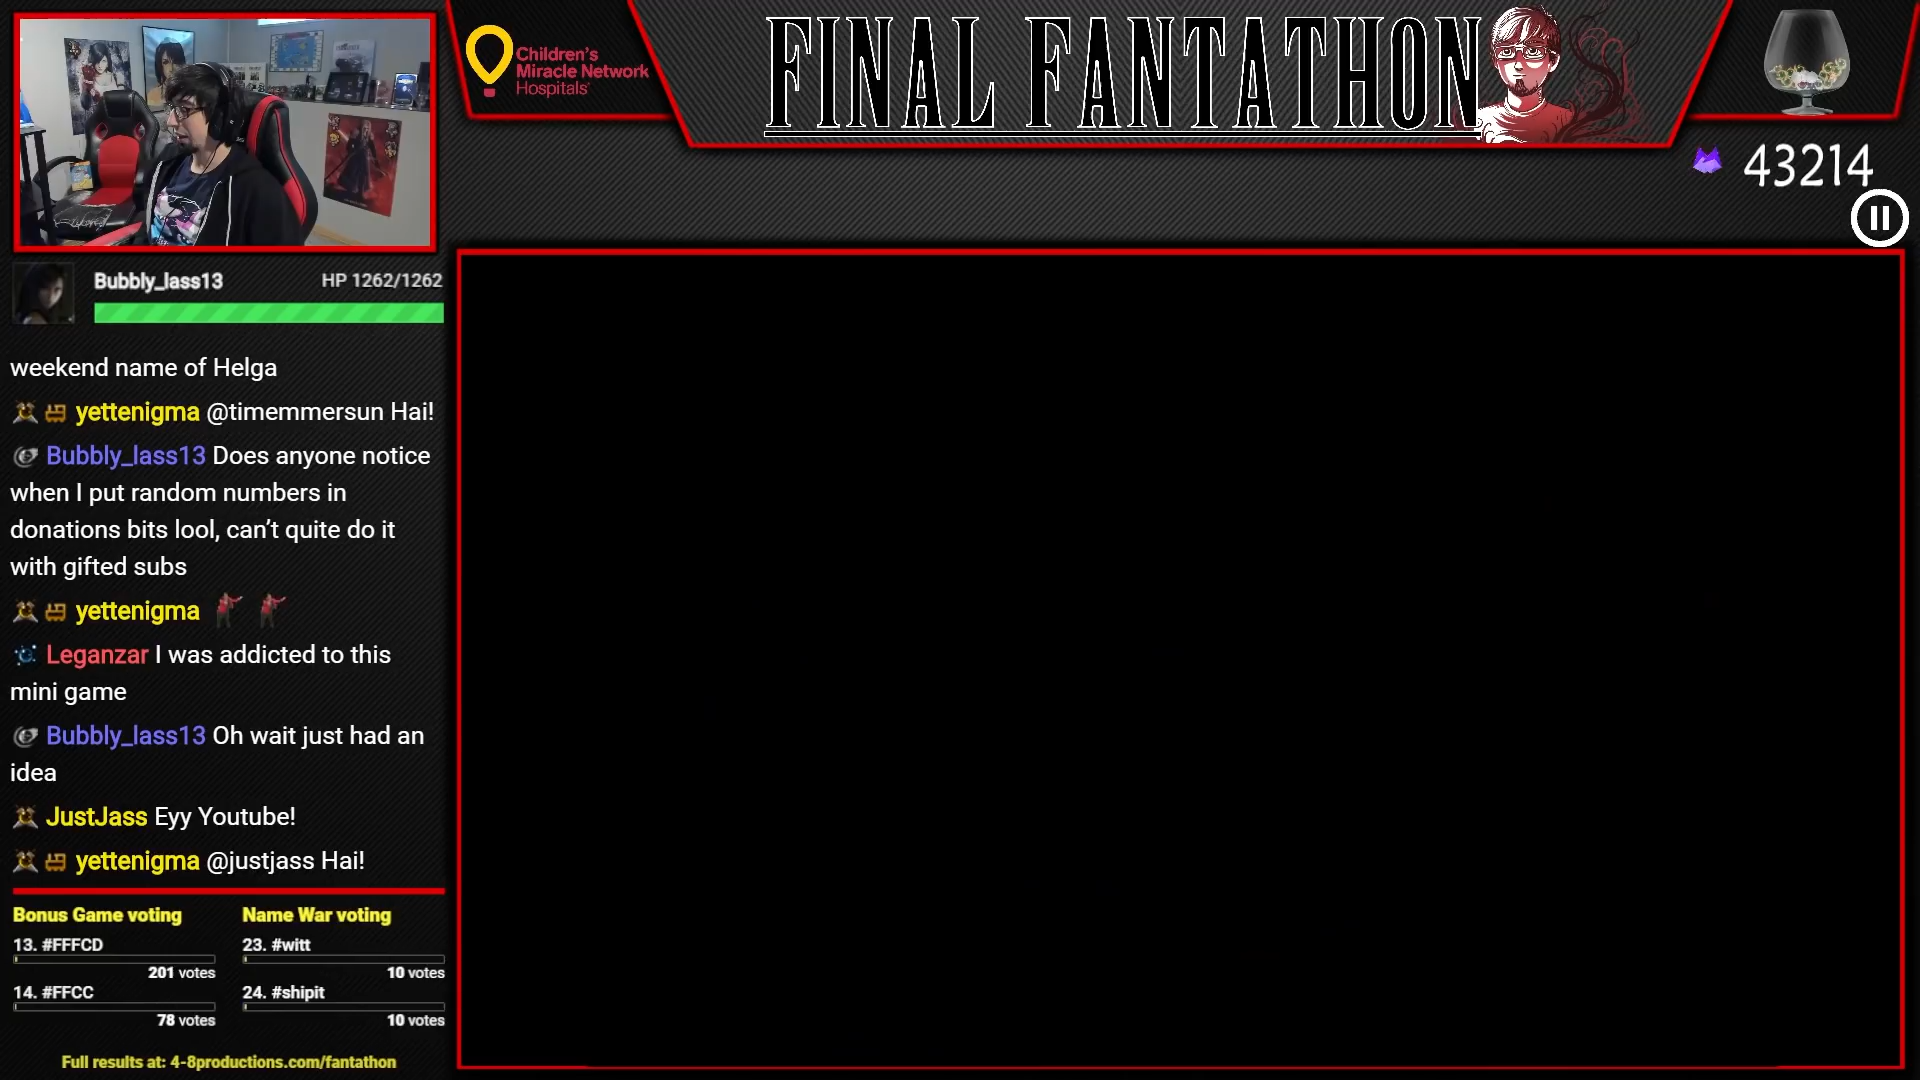 Children's
Miracle Network
Hospitals
FINAL FANTATHON
43214
Bubbly_lass13 HP 1262/1262
weekend name of Helga
yettenigma @timemmersun Hai!
Bubbly_lass13 Does anyone notice
when I put random numbers in
donations bits lool, can’t quite do it
with gifted subs
yettenigma
Leganzar I was addicted to this
mini game
Bubbly_lass13 Oh wait just had an
idea
JustJass Eyy Youtube!
yettenigma @justjass Hai!
Bonus Game voting
13. #FFFCD
201 votes
14. #FFCC
78 votes
Name War voting
23. #witt
10 votes
24. #shipit
10 votes
Full results at: 4-8productions.com/fantathon